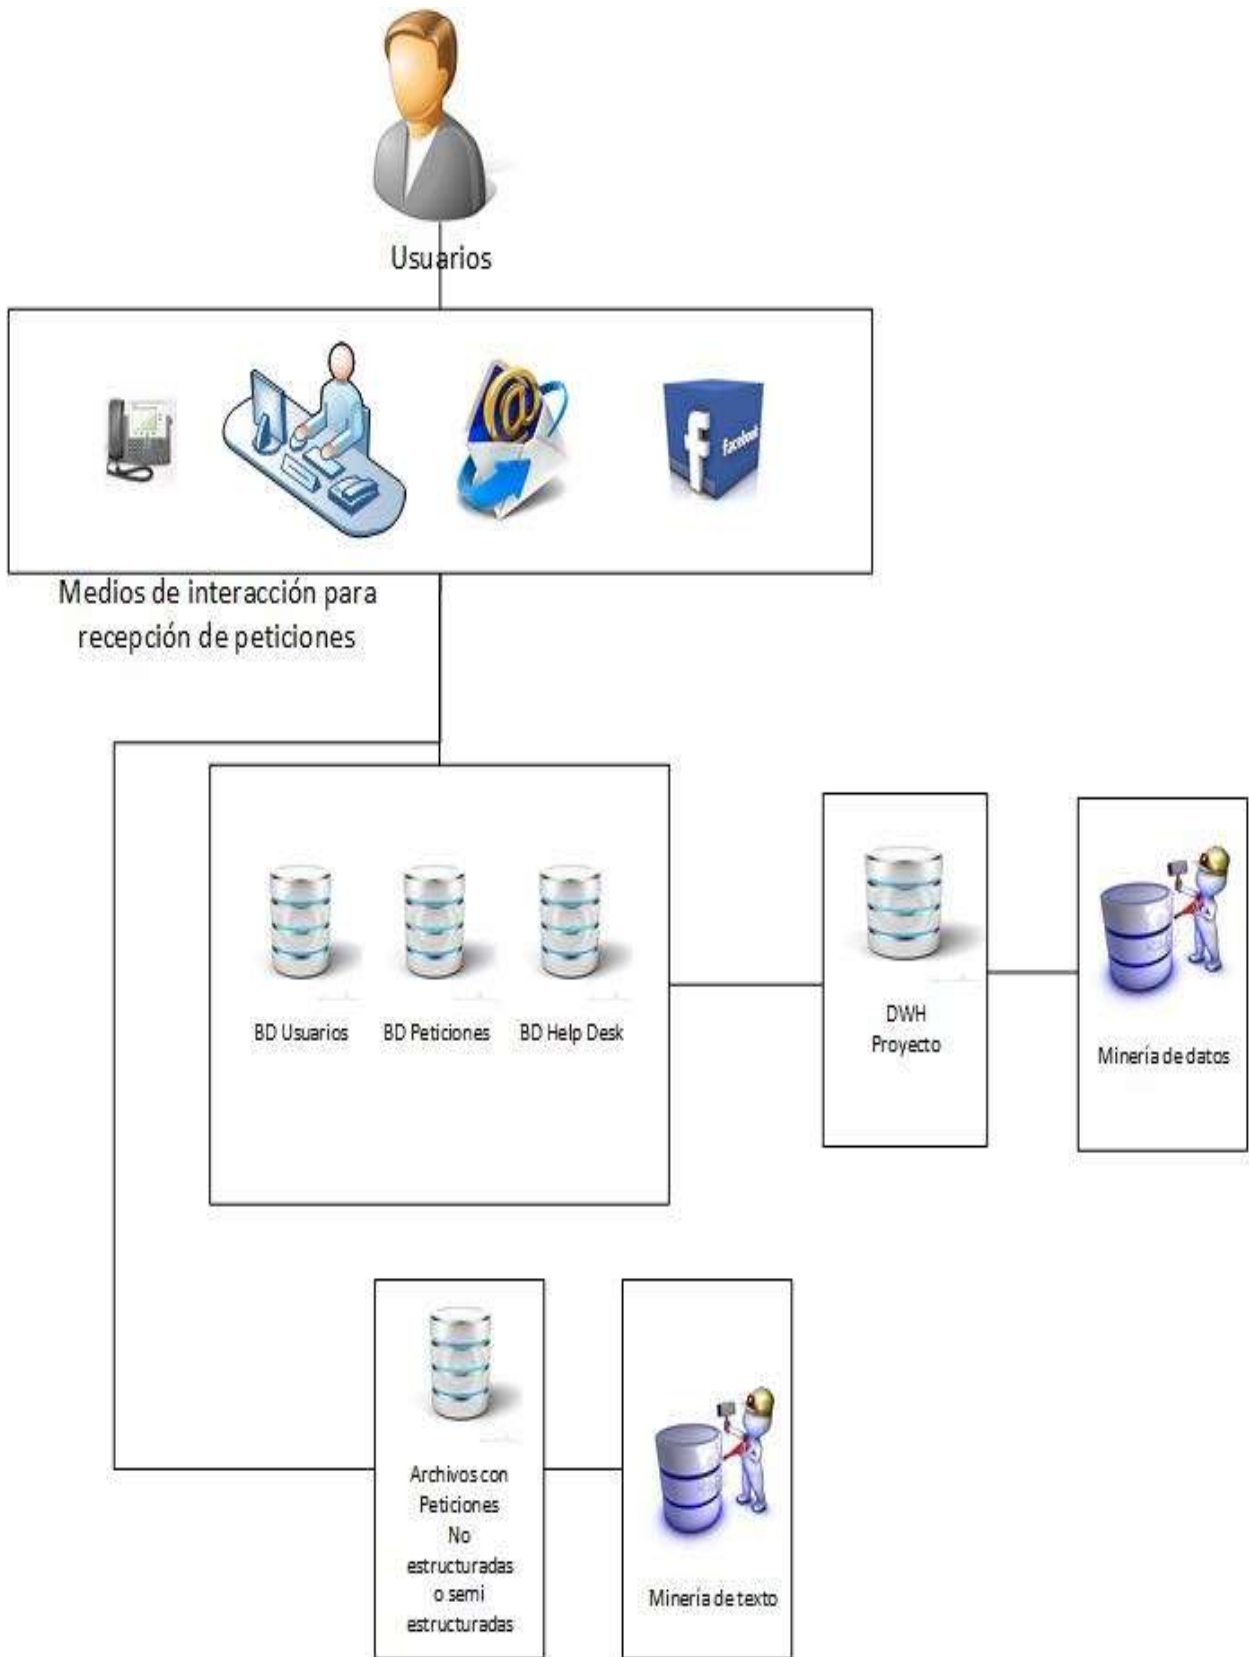 Usuarios
facebook
Medios de interacción para
recepción de peticiones
BD Usuarios
BD Peticiones
BD Help Desk
DWH
Proyecto
Minería de datos
Archivos con
Peticiones
No
estructuradas
o semi
estructuradas
Minería de texto